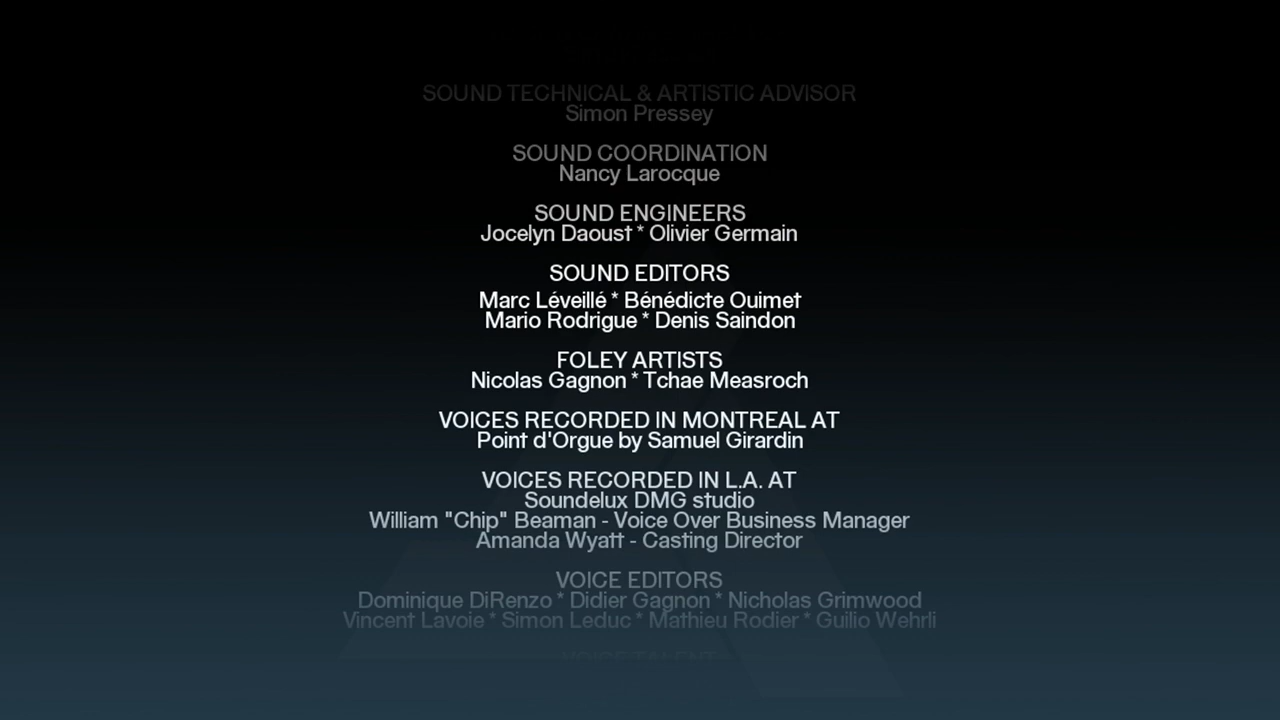 SOUND TECHNICAL & ARTISTIC ADVISOR
Simon Pressey
SOUND COORDINATION
Nancy Larocque
SOUND ENGINEERS
Jocelyn Daoust * Olivier Germain
SOUND EDITORS
Marc Léveillé * Bénédicte Ouimet
Mario Rodrigue * Denis Saindon
FOLEY ARTISTS
Nicolas Gagnon * Tchae Measroch
VOICES RECORDED IN MONTREAL AT
Point d'Orgue by Samuel Girardin
VOICES RECORDED IN L.A. AT
Soundelux DMG studio
William "Chip" Beaman - Voice Over Business Manager
Amanda Wyatt - Casting Director
VOICE EDITORS
Dominique DiRenzo * Didier Gagnon * Nicholas Grimwood
Vincent Lavoie * Simon Leduc * Mathieu Rodier * Guilio Wehrli
VOICE TALENT